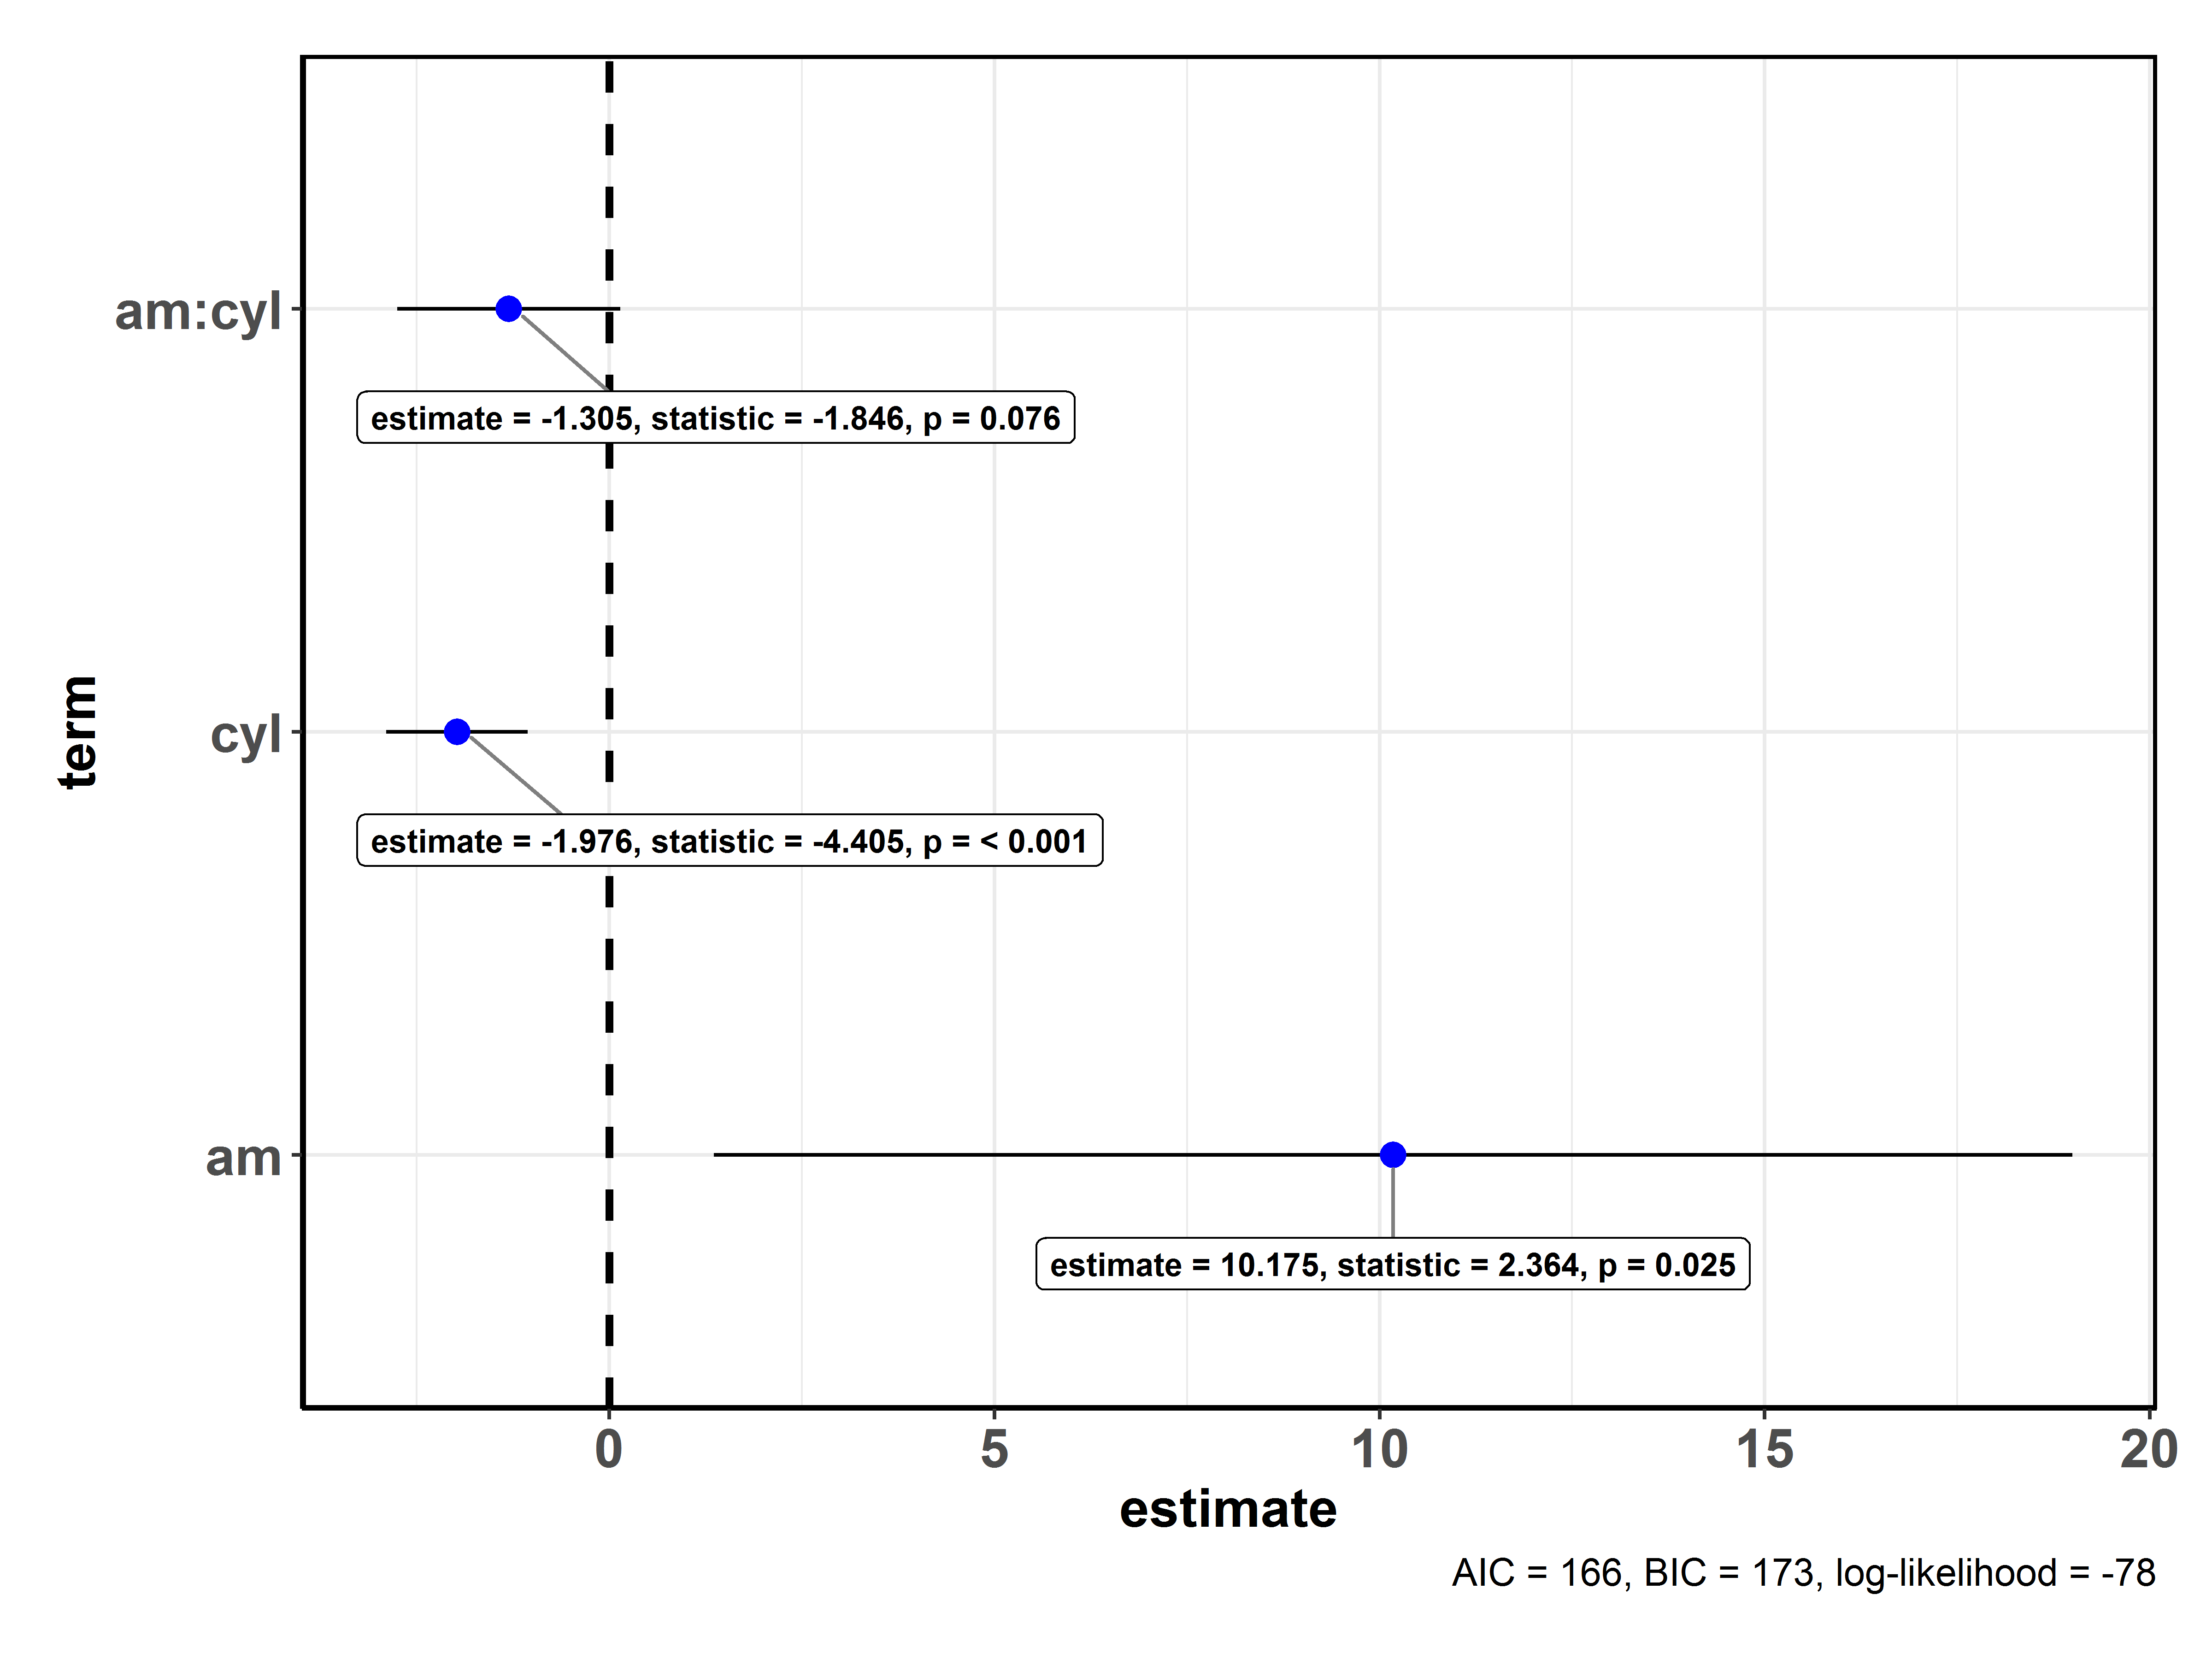 am:cyl
estimate = -1.305, statistic = -1.846, p = 0.076
term
cyl
estimate = -1.976, statistic = -4.405, p = < 0.001
am
estimate = 10.175, statistic = 2.364, p = 0.025
0 5 10 15 20
estimate
AIC = 166, BIC = 173, log-likelihood = -78